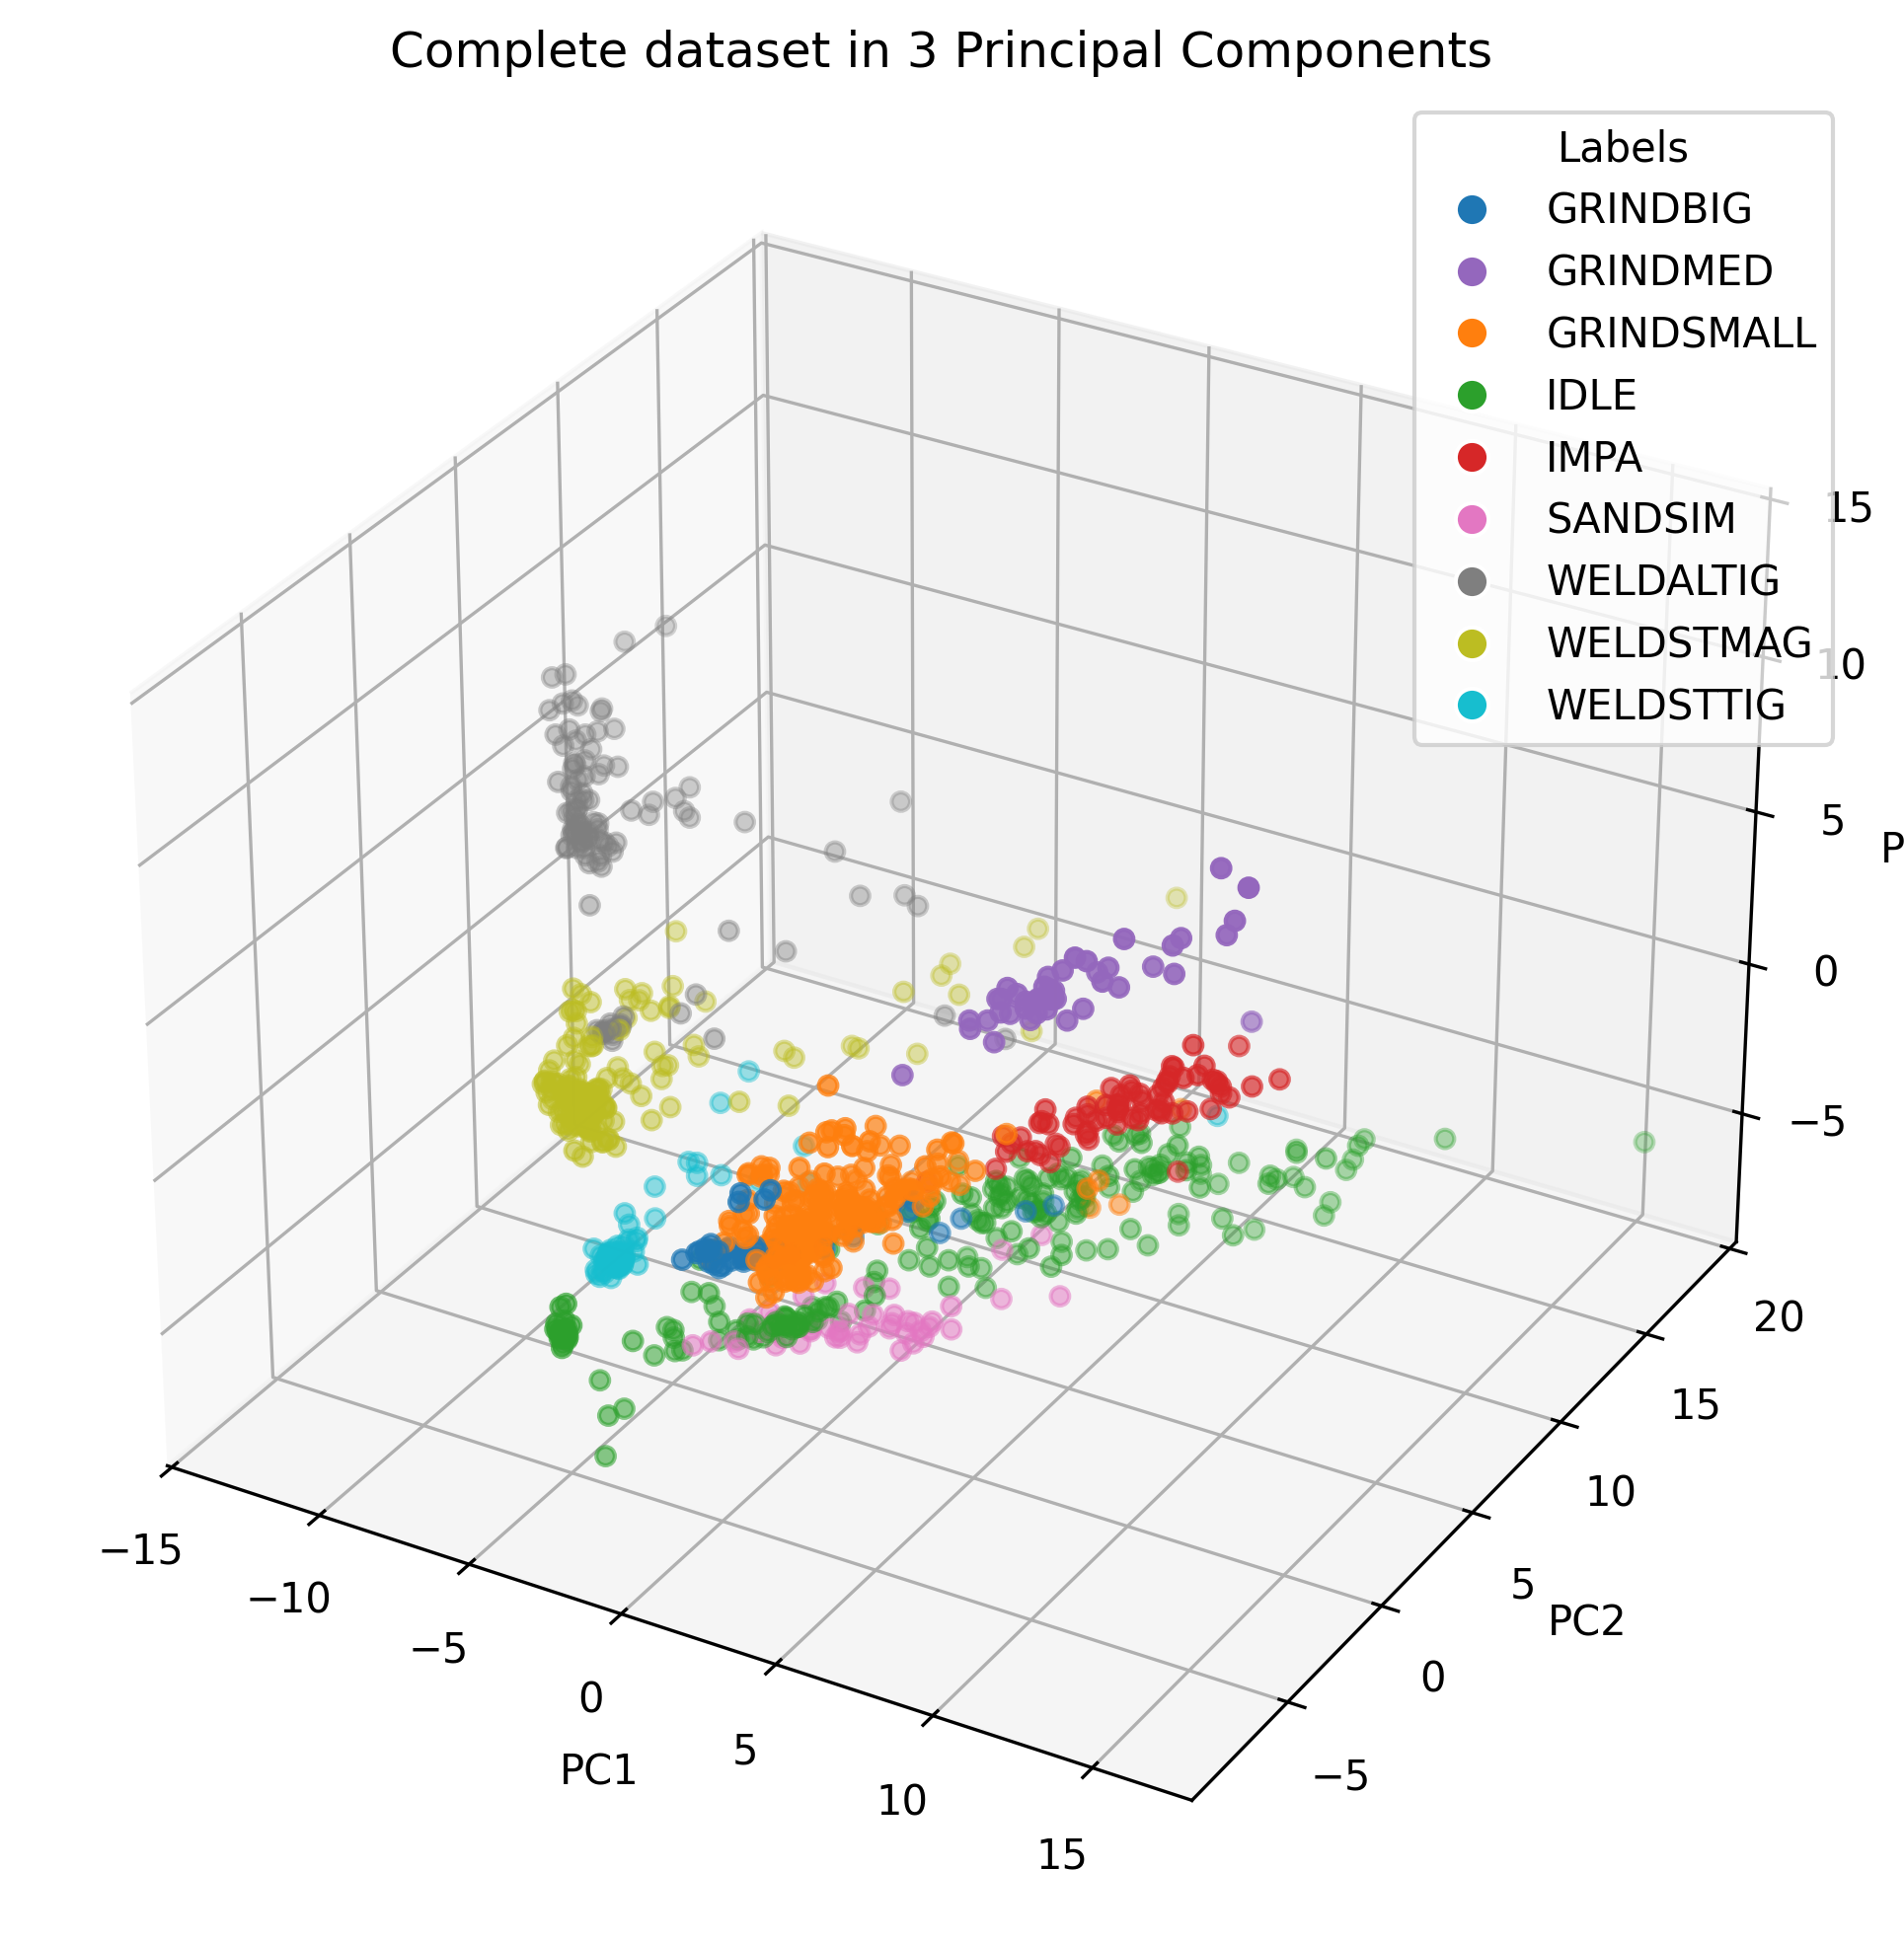 Complete dataset in 3 Principal Components
Labels
GRINDBIG
GRINDMED
GRINDSMALL
IDLE
IMPA
SANDSIM
WELDALTIG
WELDSTMAG
WELDSTTIG
15
10
5
0
−5
P
20
15
10
5
0
−5
PC2
−15
−10
−5
0
5
10
15
PC1